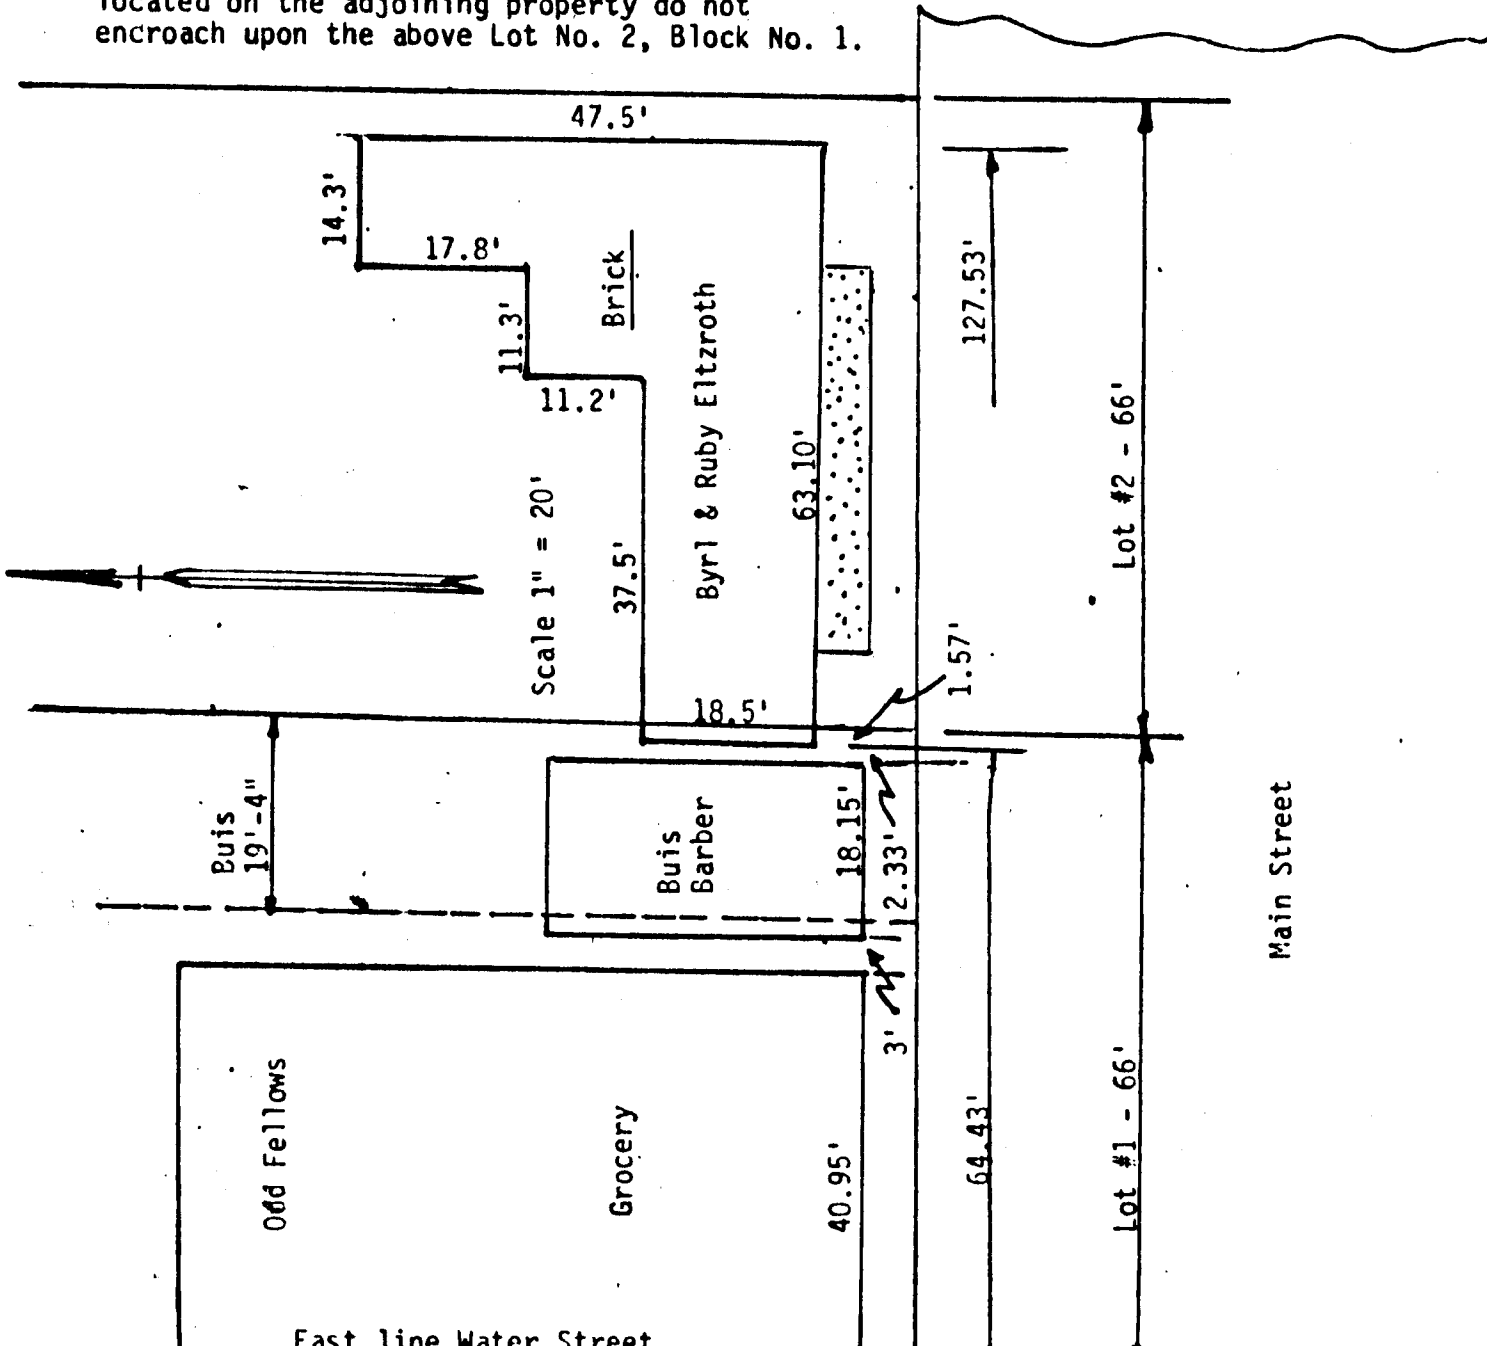 located on the adjoining property do not
encroach upon the above Lot No. 2, Block No. 1.
47.5'
14.3'
17.8'
11.3'
Brick
11.2'
Byrl & Ruby Eltzroth
63.10'
127.53'
Lot #2 - 66'
Scale 1" = 20'
37.5'
18.5'
1.57'
Buis
19'-4"
Buis
Barber
18.15'
2.33'
Main Street
3'
Odd Fellows
Grocery
40.95'
64.43'
Lot #1 - 66'
East line Water Street